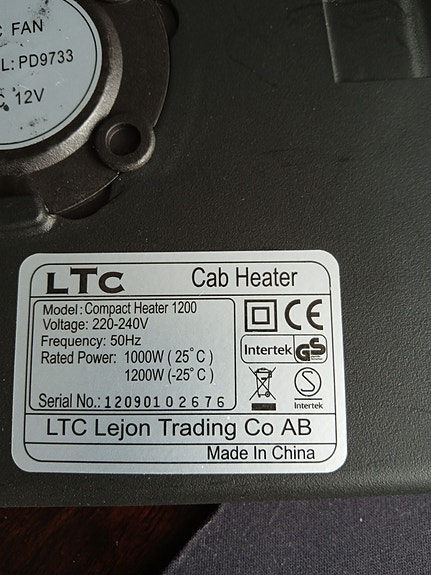 FAN
: PD9733
12V
LTC Cab Heater
Model: Compact Heater 1200
Voltage: 220-240V
Frequency: 50Hz
Rated Power: 1000W ( 25°C )
1200W (-25°C )
Serial No.: 12090102676
CE
Intertek GS
S
Intertek
LTC Lejon Trading Co AB
Made In China